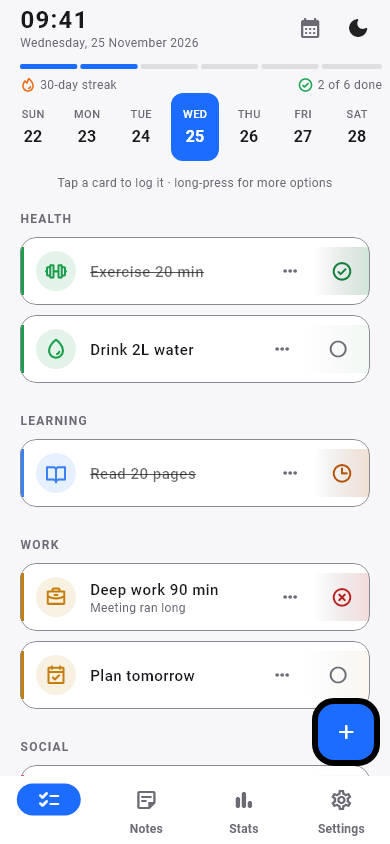 09:41
Wednesday, 25 November 2026
30-day streak
2 of 6 done
SUN MON TUE WED THU FRI SAT
22 23 24 25 26 27 28
Tap a card to log it · long-press for more options
HEALTH
Exercise 20 min
Drink 2L water
LEARNING
Read 20 pages
WORK
Deep work 90 min
Meeting ran long
Plan tomorrow
SOCIAL
Notes Stats Settings